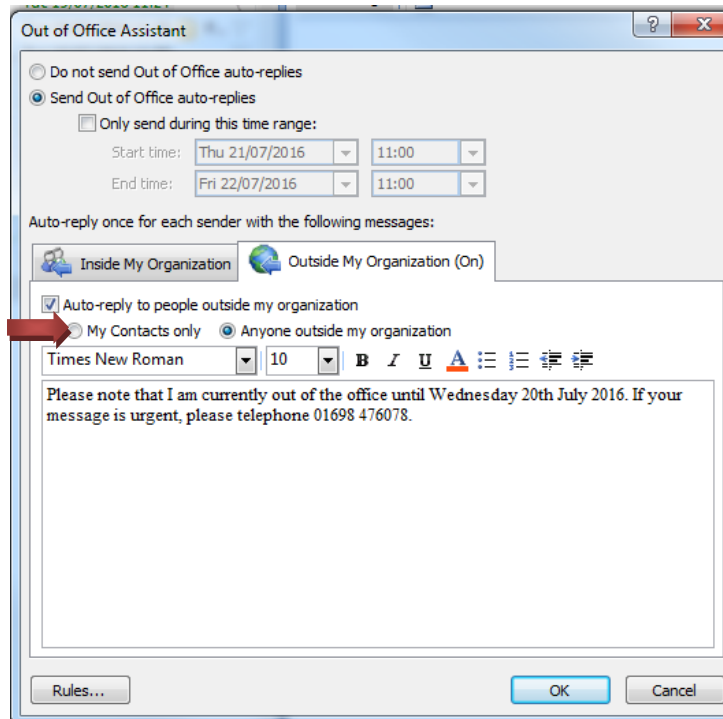 Out of Office Assistant
Do not send Out of Office auto-replies
Send Out of Office auto-replies
Only send during this time range:
Start time: Thu 21/07/2016 11:00
End time: Fri 22/07/2016 11:00
Auto-reply once for each sender with the following messages:
Inside My Organization Outside My Organization (On)
Auto-reply to people outside my organization
My Contacts only Anyone outside my organization
Times New Roman 10 B I U A
Please note that I am currently out of the office until Wednesday 20th July 2016. If your
message is urgent, please telephone 01698 476078.
Rules... OK Cancel